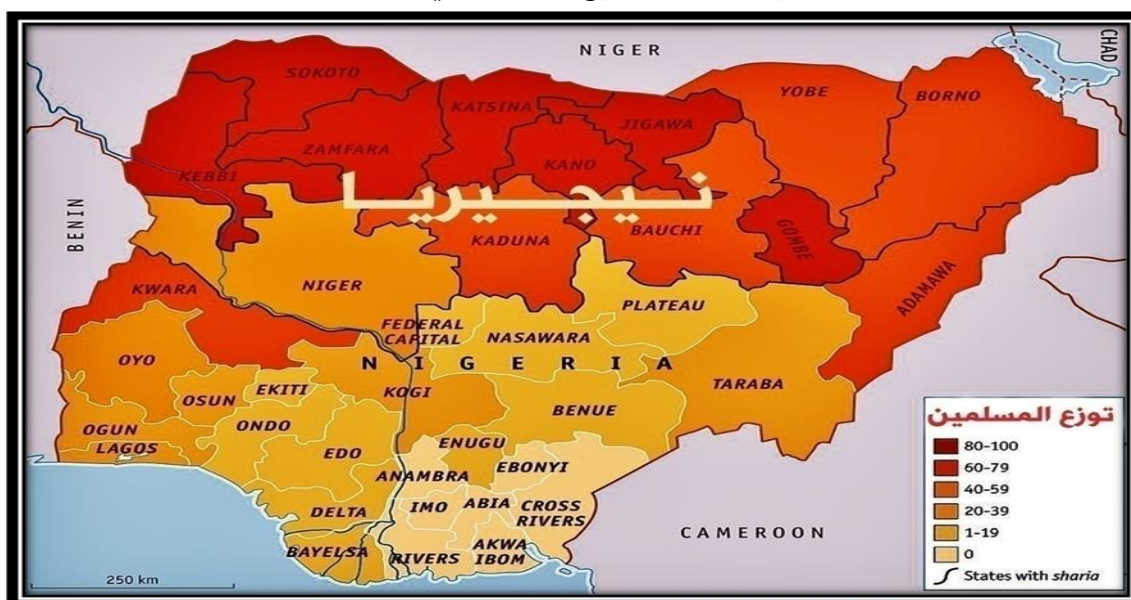 NIGER
CHAD
SOKOTO
KATSINA
YOBE
BORNO
JIGAWA
ZAMFARA
KANO
KEBBI
نـيـجـــيريـــا
BENIN
KADUNA
BAUCHI
GOMBE
ADAMAWA
NIGER
KWARA
PLATEAU
FEDERAL
CAPITAL
NASAWARA
OYO
NIGERIA
TARABA
KOGI
EKITI
OSUN
BENUE
ONDO
OGUN
LAGOS
EDO
ENUGU
ANAMBRA
EBONYI
DELTA
IMO
ABIA
CROSS
RIVERS
BAYELSA
RIVERS
AKWA
IBOM
CAMEROON
250 km
توزع المسلمين
80-100
60-79
40-59
20-39
1-19
0
States with sharia